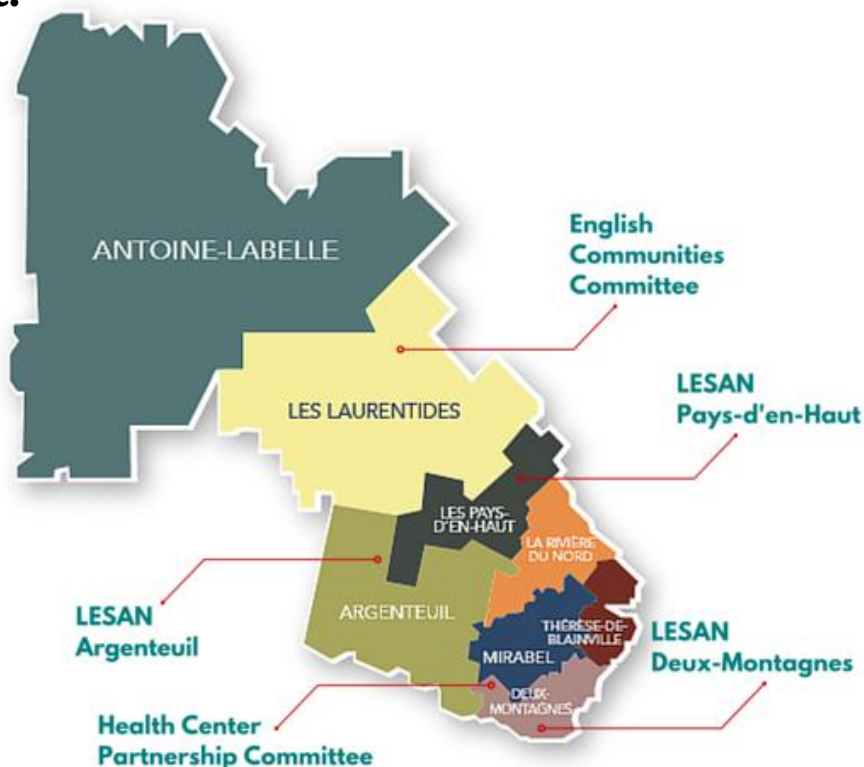 ANTOINE-LABELLE
English
Communities
Committee
LESAN
Pays-d'en-Haut
LES LAURENTIDES
LES PAYS-
D'EN-HAUT
LA RIVIÈRE
DU NORD
LESAN
Argenteuil
ARGENTEUIL
THÉRÈSE-DE-
BLAINVILLE
MIRABEL
LESAN
Deux-Montagnes
DEUX-
MONTAGNES
Health Center
Partnership Committee